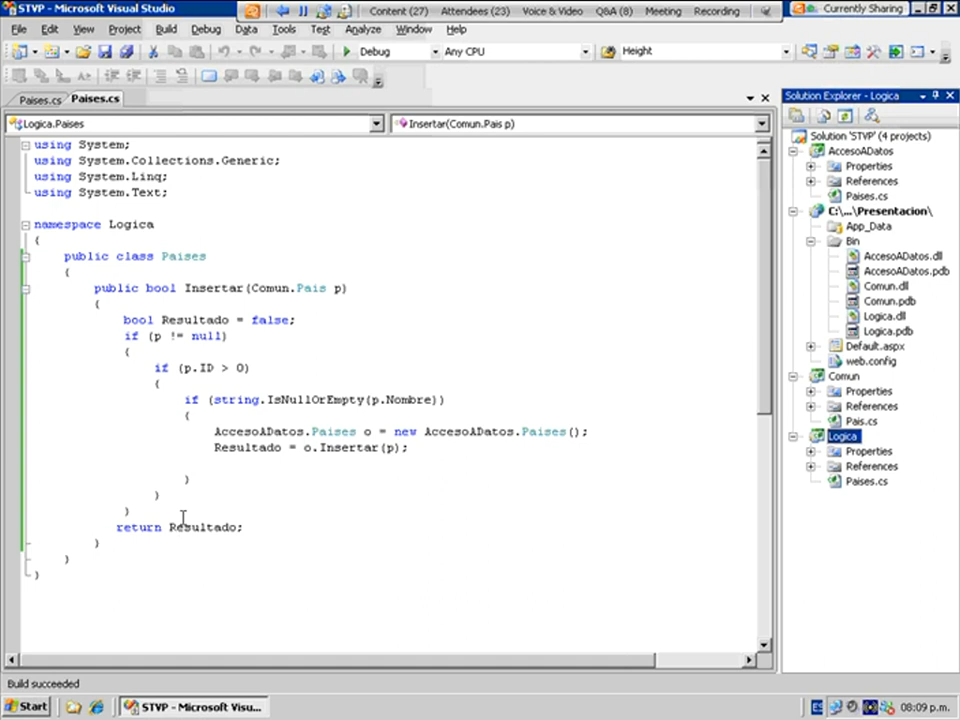 STVP - Microsoft Visual Studio
Content (27) Attendees (23) Voice & Video Q&A (8) Meeting Recording
Currently Sharing
File Edit View Project Build Debug Data Tools Test Analyze Window Help
Debug Any CPU Height
Paises.cs Paises.cs
Logica.Paises Insertar(Comun.Pais p)
using System;
using System.Collections.Generic;
using System.Linq;
using System.Text;
namespace Logica
{
public class Paises
{
public bool Insertar(Comun.Pais p)
{
bool Resultado = false;
if (p != null)
{
if (p.ID > 0)
{
if (string.IsNullOrEmpty(p.Nombre))
{
AccesoADatos.Paises o = new AccesoADatos.Paises();
Resultado = o.Insertar(p);
}
}
}
return Resultado;
}
}
}
Solution Explorer - Logica
Solution 'STVP' (4 projects)
AccesoADatos
Properties
References
Paises.cs
C:\...\Presentacion\
App_Data
Bin
AccesoADatos.dll
AccesoADatos.pdb
Comun.dll
Comun.pdb
Logica.dll
Logica.pdb
Default.aspx
web.config
Comun
Properties
References
Pais.cs
Logica
Properties
References
Paises.cs
Build succeeded
Start STVP - Microsoft Visu... ES 08:09 p.m.